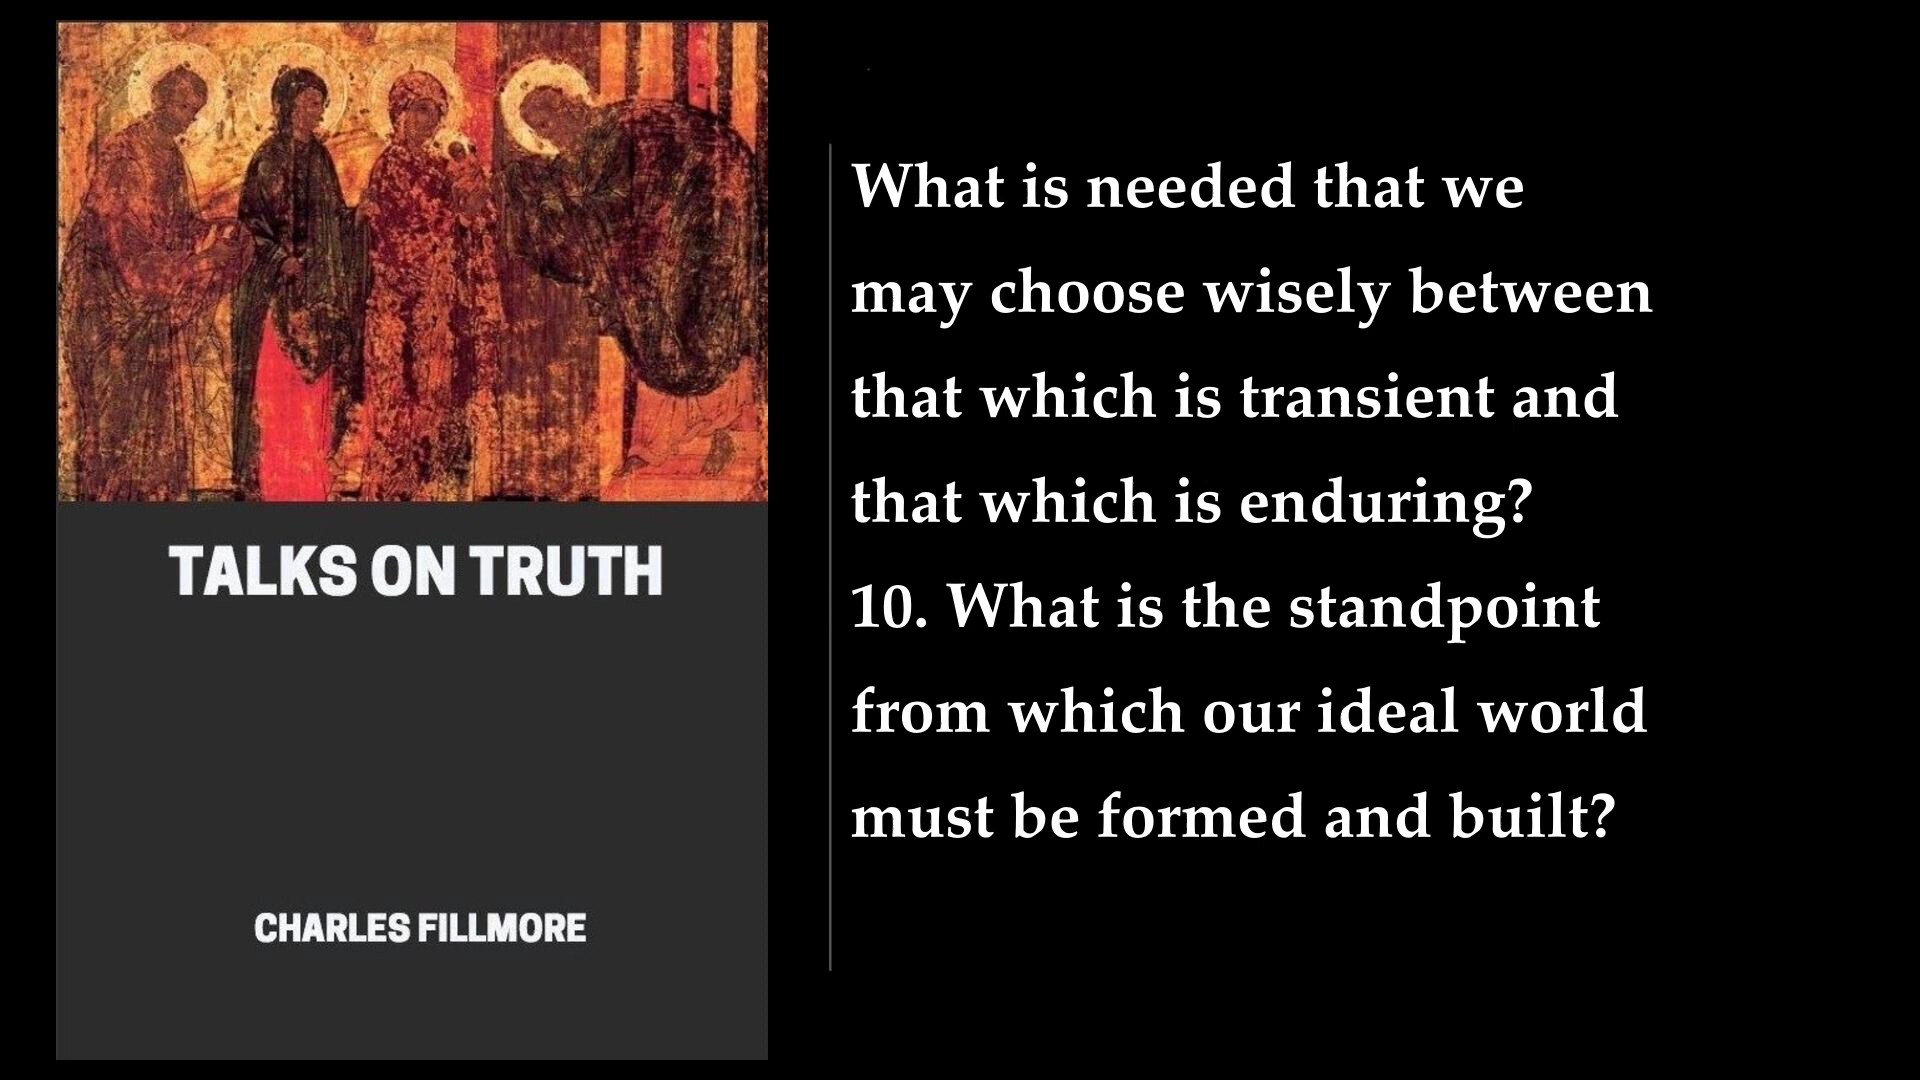 TALKS ON TRUTH
CHARLES FILLMORE
What is needed that we
may choose wisely between
that which is transient and
that which is enduring?
10. What is the standpoint
from which our ideal world
must be formed and built?